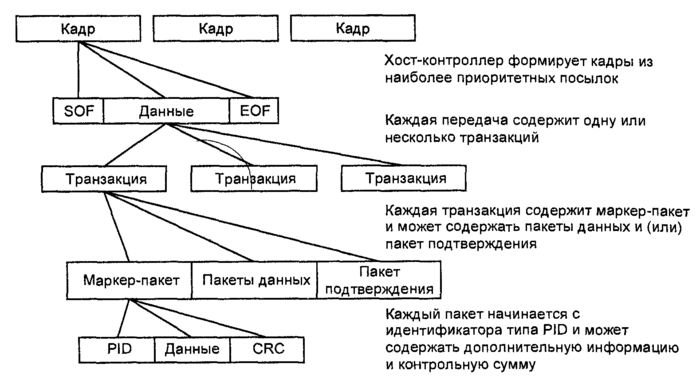 Кадр Кадр Кадр
Хост-контроллер формирует кадры из
наиболее приоритетных посылок
SOF Данные EOF
Каждая передача содержит одну или
несколько транзакций
Транзакция Транзакция Транзакция
Каждая транзакция содержит маркер-пакет
и может содержать пакеты данных и (или)
пакет подтверждения
Маркер-пакет Пакеты данных Пакет
подтверждения
Каждый пакет начинается с
идентификатора типа PID и может
содержать дополнительную информацию
и контрольную сумму
PID Данные CRC